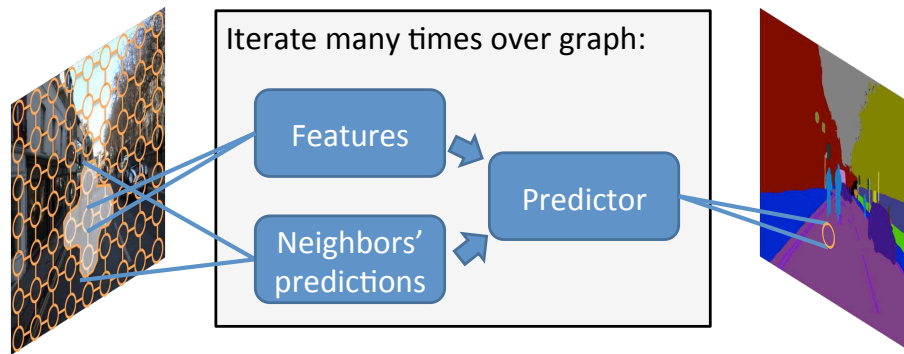 Iterate many times over graph:
Features
Predictor
Neighbors’
predictions